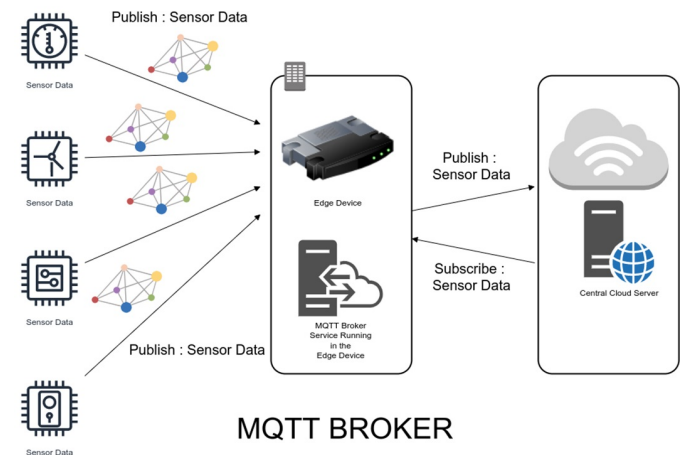 Publish : Sensor Data
Sensor Data
Sensor Data
Sensor Data
Publish : Sensor Data
Sensor Data
Edge Device
MQTT Broker
Service Running
in the
Edge Device
Publish :
Sensor Data
Subscribe :
Sensor Data
Central Cloud Server
MQTT BROKER